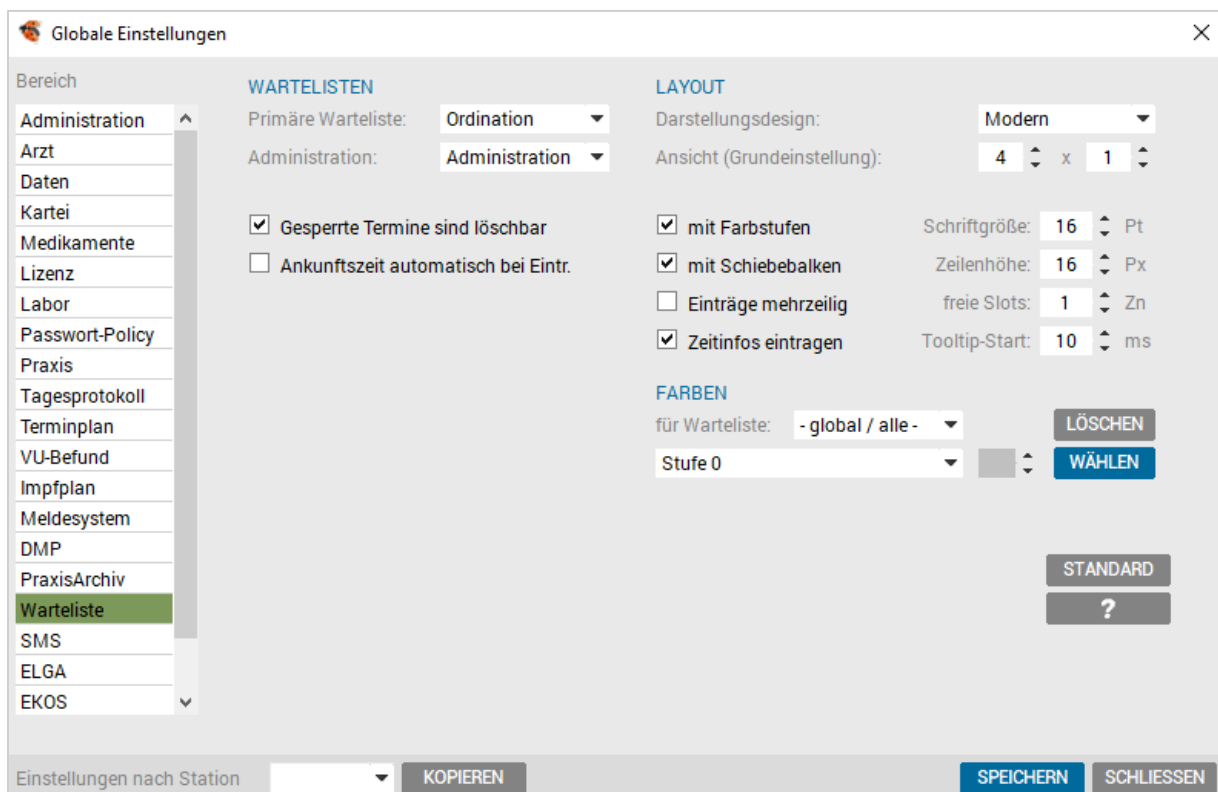 Globale Einstellungen
Bereich
Administration
Arzt
Daten
Kartei
Medikamente
Lizenz
Labor
Passwort-Policy
Praxis
Tagesprotokoll
Terminplan
VU-Befund
Impfplan
Meldesystem
DMP
PraxisArchiv
Warteliste
SMS
ELGA
EKOS
WARTELISTEN
Primäre Warteliste: Ordination
Administration: Administration
Gesperrte Termine sind löschbar
Ankunftszeit automatisch bei Eintr.
LAYOUT
Darstellungsdesign: Modern
Ansicht (Grundeinstellung): 4 x 1
mit Farbstufen Schriftgröße: 16 Pt
mit Schiebebalken Zeilenhöhe: 16 Px
Einträge mehrzeilig freie Slots: 1 Zn
Zeitinfos eintragen Tooltip-Start: 10 ms
FARBEN
für Warteliste: - global / alle - LÖSCHEN
Stufe 0 WÄHLEN
STANDARD
?
Einstellungen nach Station KOPIEREN SPEICHERN SCHLIESSEN